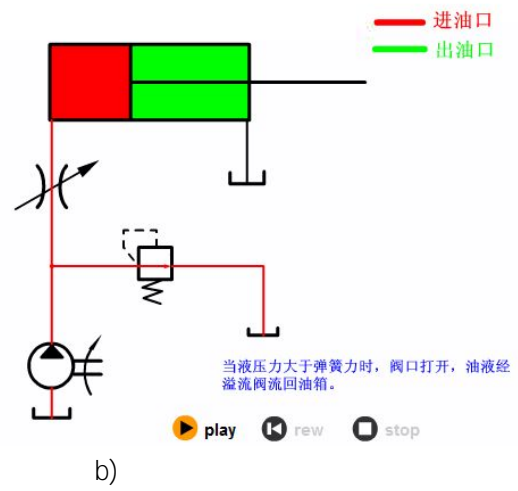 进油口
出油口
当液压力大于弹簧力时，阀口打开，油液经
溢流阀流回油箱。
play rew stop
b)